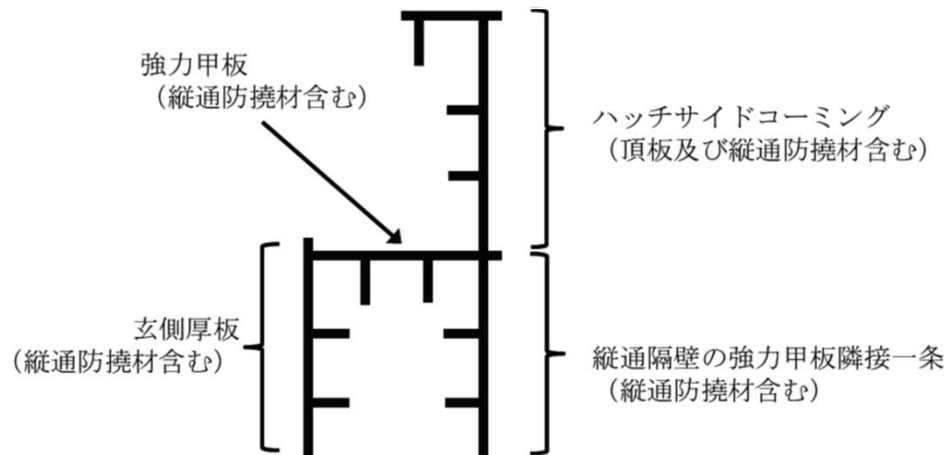 強力甲板
（縦通防撓材含む）
ハッチサイドコーミング
（頂板及び縦通防撓材含む）
玄側厚板
（縦通防撓材含む）
縦通隔壁の強力甲板隣接一条
（縦通防撓材含む）